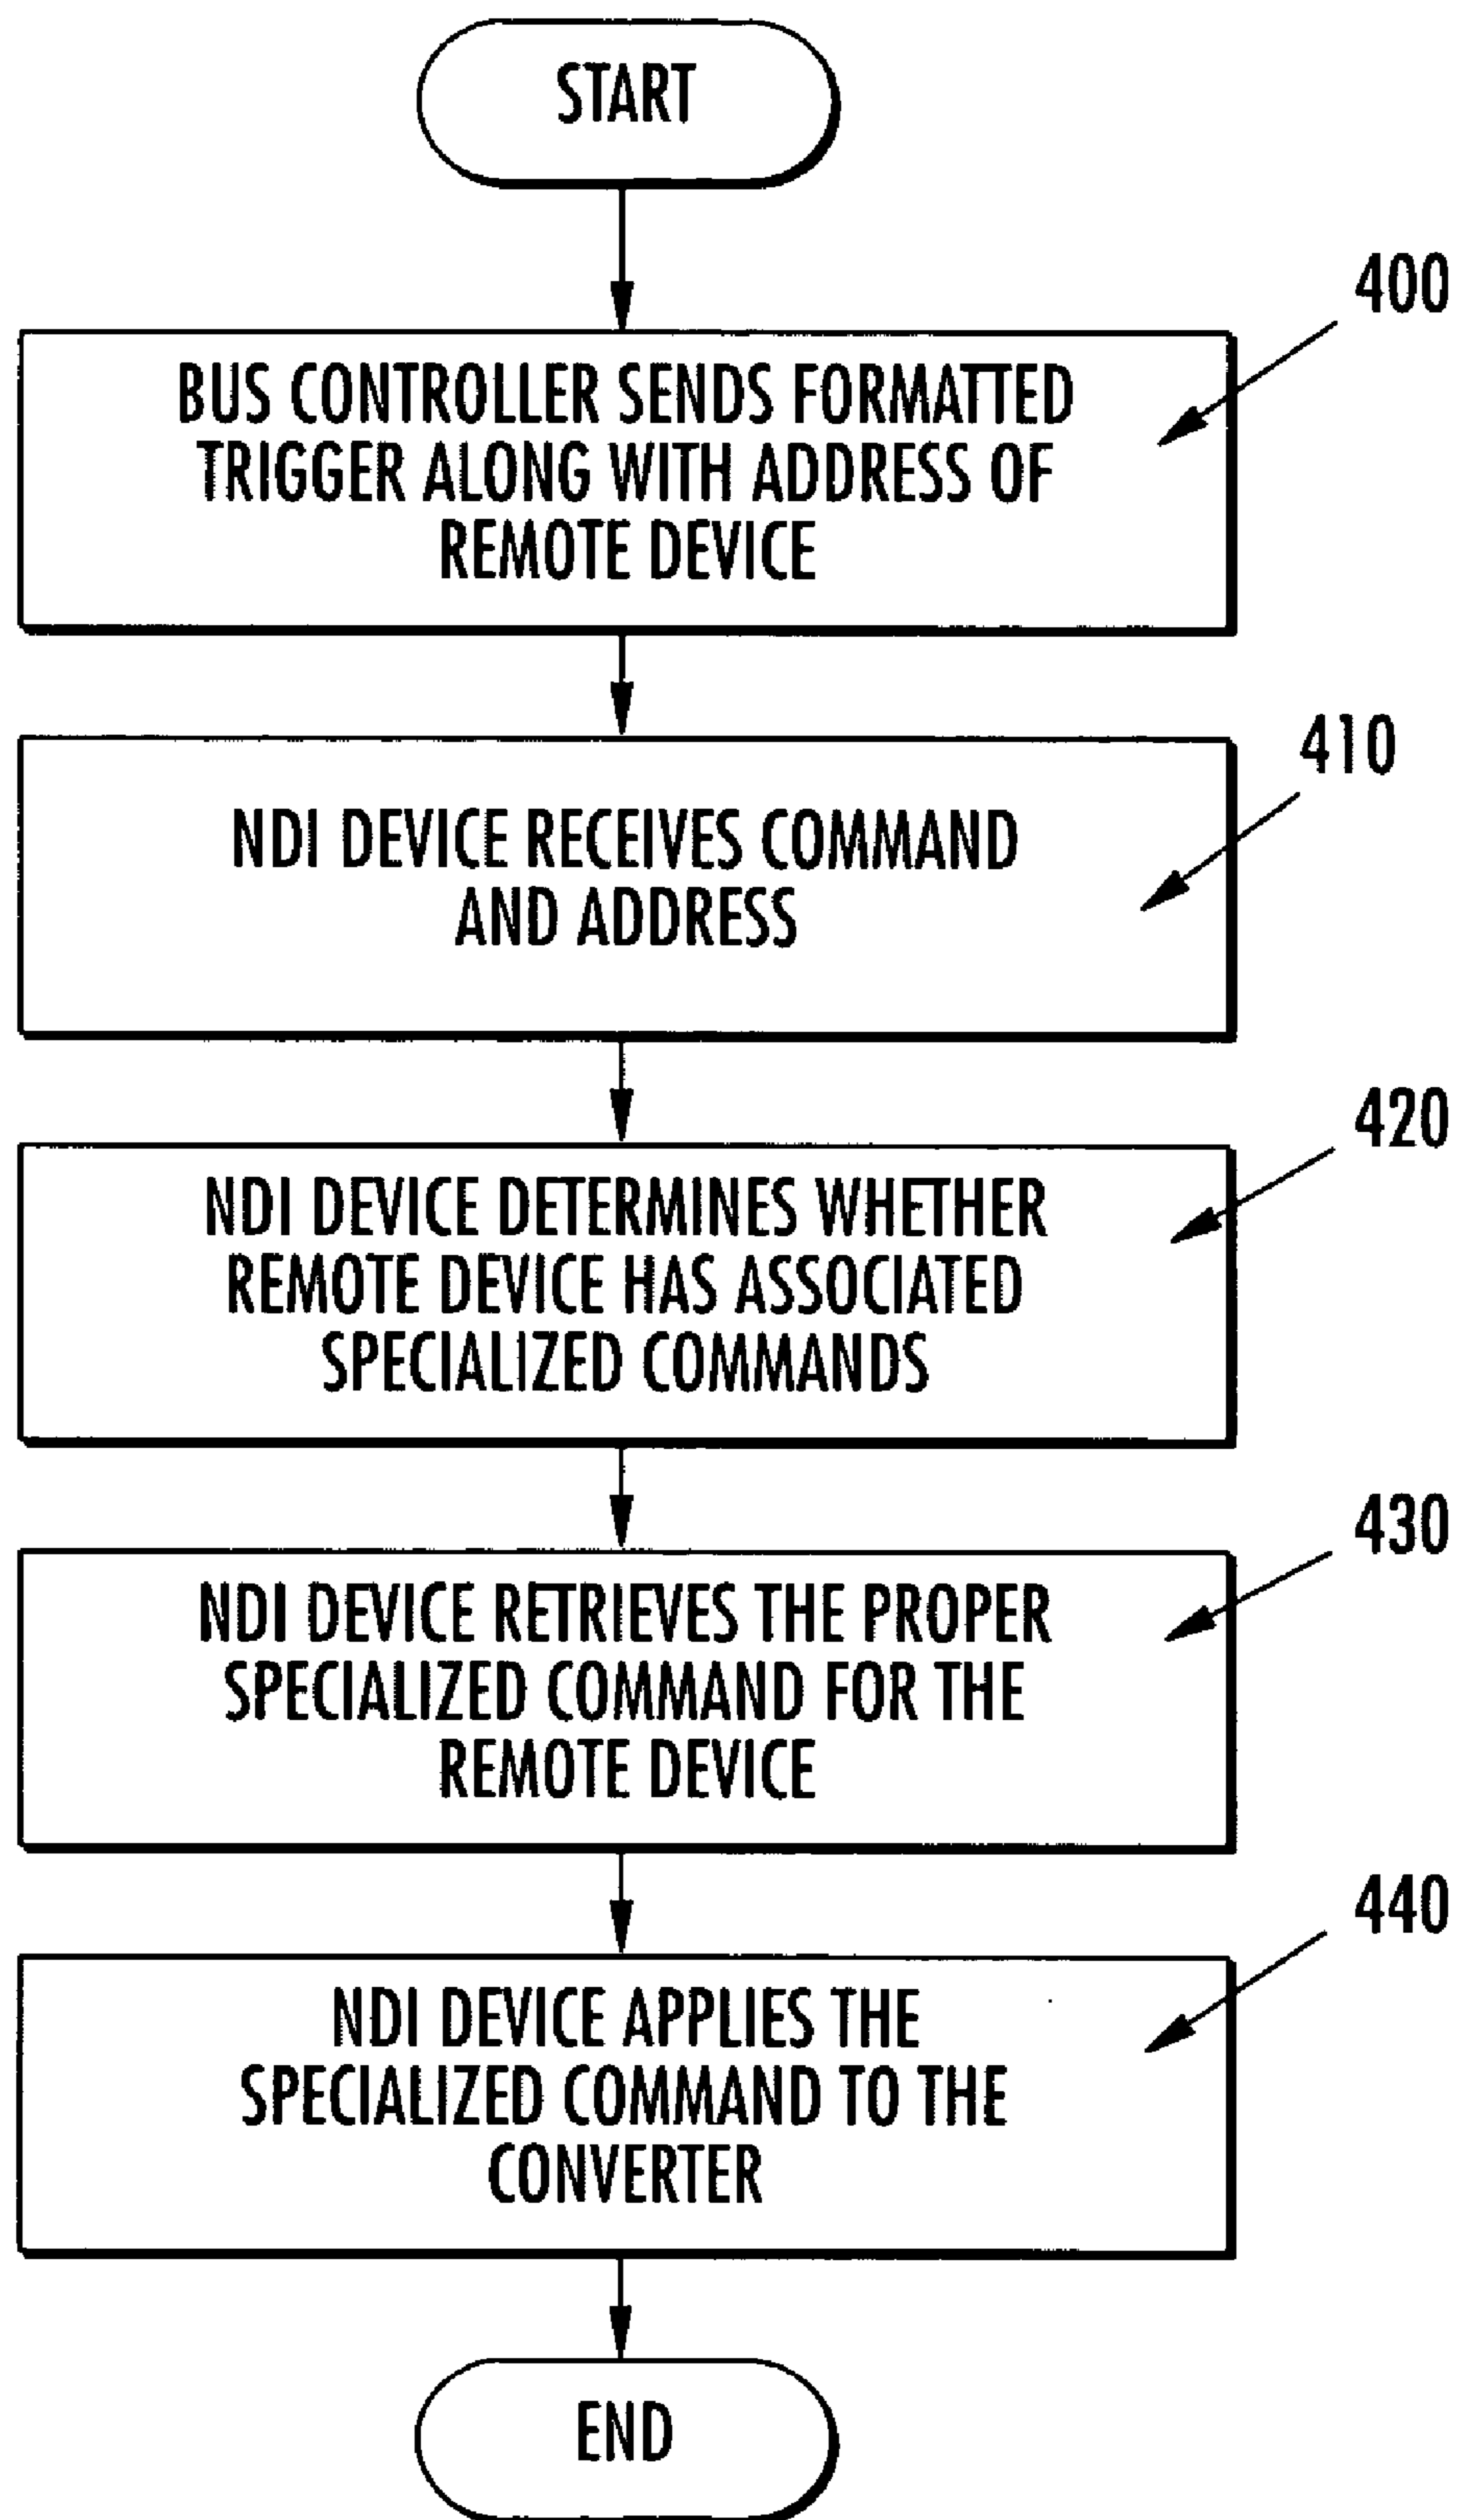 START
400
BUS CONTROLLER SENDS FORMATTED
TRIGGER ALONG WITH ADDRESS OF
REMOTE DEVICE
410
NDI DEVICE RECEIVES COMMAND
AND ADDRESS
420
NDI DEVICE DETERMINES WHETHER
REMOTE DEVICE HAS ASSOCIATED
SPECIALIZED COMMANDS
430
NDI DEVICE RETRIEVES THE PROPER
SPECIALIZED COMMAND FOR THE
REMOTE DEVICE
440
NDI DEVICE APPLIES THE
SPECIALIZED COMMAND TO THE
CONVERTER
END